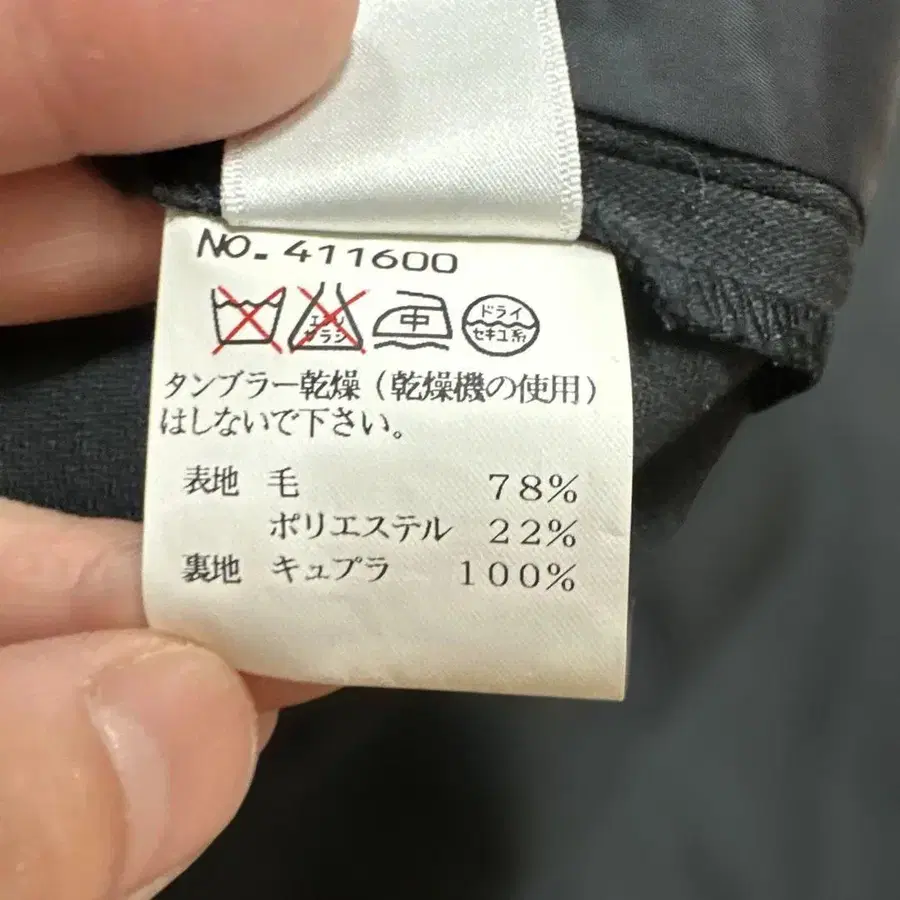 NO. 411600
エンソ
サラシ
中
ドライ
セキユ系
タンブラー乾燥（乾燥機の使用）
はしないで下さい。
表地 毛 78%
ポリエステル 22%
裏地 キュプラ 100%